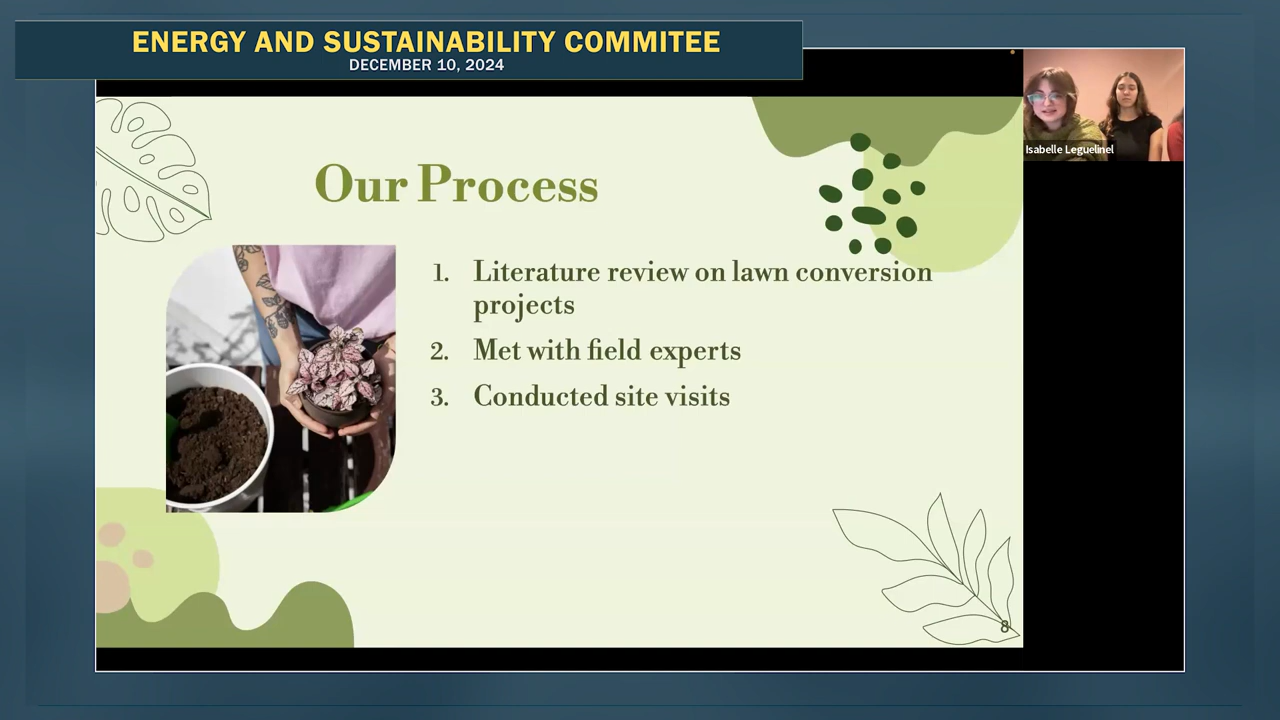 ENERGY AND SUSTAINABILITY COMMITEE
DECEMBER 10, 2024
Isabelle Leguelinel
Our Process
1. Literature review on lawn conversion
projects
2. Met with field experts
3. Conducted site visits
8